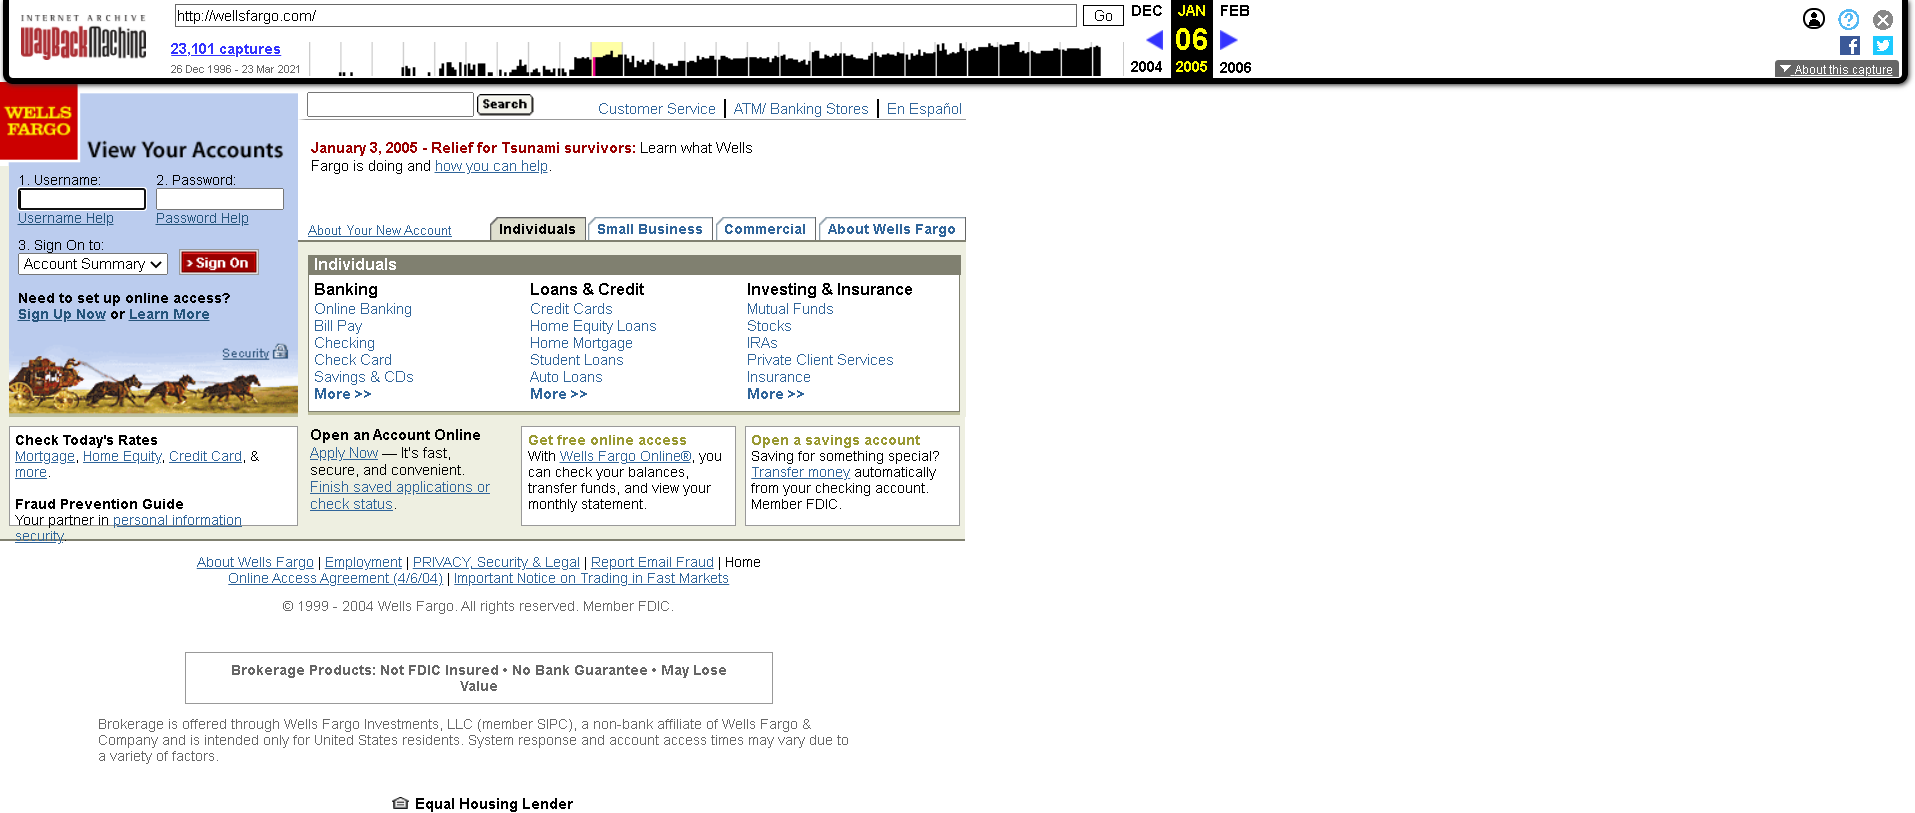 INTERNET ARCHIVE
WayBackMachine
http://wellsfargo.com/
Go
23,101 captures
26 Dec 1996 - 23 Mar 2021
DEC JAN FEB
06
2004 2005 2006
About this capture
WELLS
FARGO
View Your Accounts
1. Username: 2. Password:
Username Help Password Help
3. Sign On to:
Account Summary Sign On
Need to set up online access?
Sign Up Now or Learn More
Security
Search
Customer Service | ATM/ Banking Stores | En Español
January 3, 2005 - Relief for Tsunami survivors: Learn what Wells
Fargo is doing and how you can help.
About Your New Account Individuals Small Business Commercial About Wells Fargo
Individuals
Banking
Online Banking
Bill Pay
Checking
Check Card
Savings & CDs
More >>
Loans & Credit
Credit Cards
Home Equity Loans
Home Mortgage
Student Loans
Auto Loans
More >>
Investing & Insurance
Mutual Funds
Stocks
IRAs
Private Client Services
Insurance
More >>
Check Today's Rates
Mortgage, Home Equity, Credit Card, &
more.
Fraud Prevention Guide
Your partner in personal information
security.
Open an Account Online
Apply Now — It's fast,
secure, and convenient.
Finish saved applications or
check status.
Get free online access
With Wells Fargo Online®, you
can check your balances,
transfer funds, and view your
monthly statement.
Open a savings account
Saving for something special?
Transfer money automatically
from your checking account.
Member FDIC.
About Wells Fargo | Employment | PRIVACY, Security & Legal | Report Email Fraud | Home
Online Access Agreement (4/6/04) | Important Notice on Trading in Fast Markets
© 1999 - 2004 Wells Fargo. All rights reserved. Member FDIC.
Brokerage Products: Not FDIC Insured • No Bank Guarantee • May Lose
Value
Brokerage is offered through Wells Fargo Investments, LLC (member SIPC), a non-bank affiliate of Wells Fargo &
Company and is intended only for United States residents. System response and account access times may vary due to
a variety of factors.
Equal Housing Lender